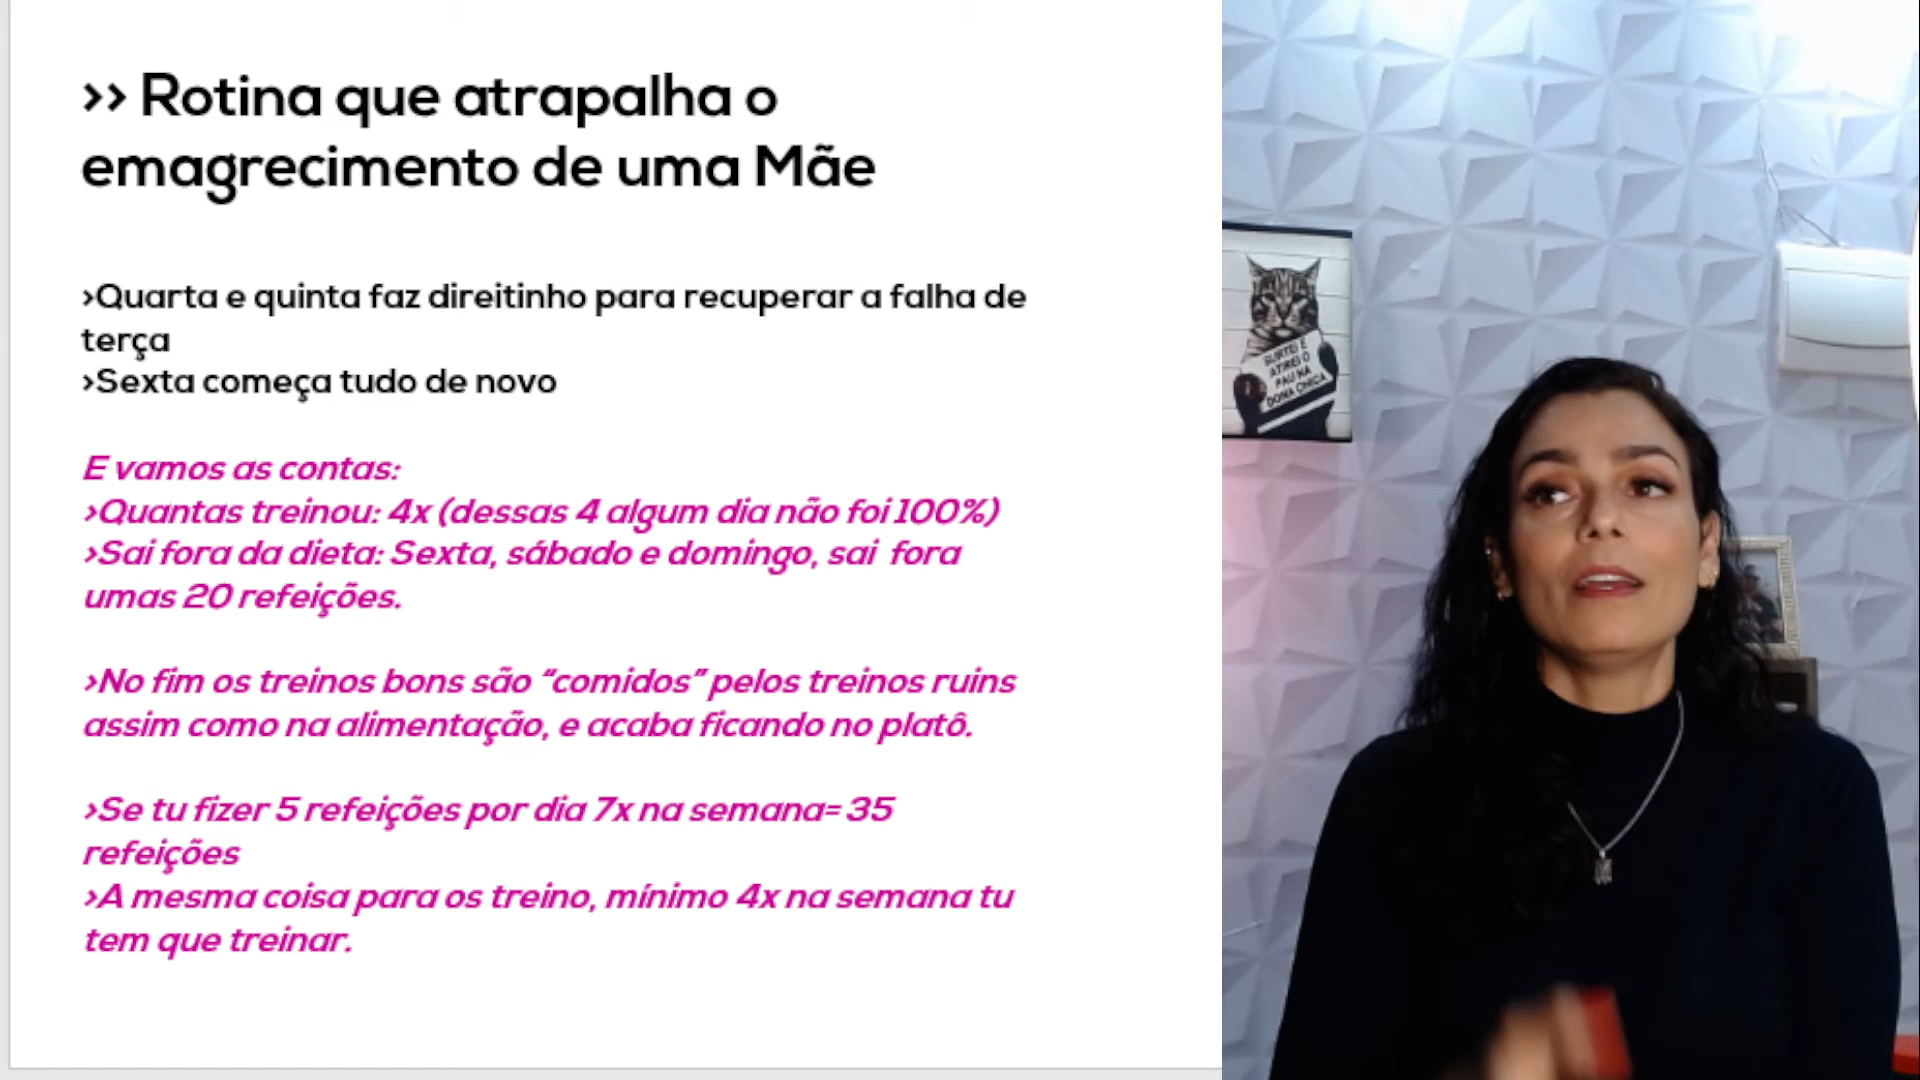 >> Rotina que atrapalha o
emagrecimento de uma Mãe
>Quarta e quinta faz direitinho para recuperar a falha de
terça
>Sexta começa tudo de novo
E vamos as contas:
>Quantas treinou: 4x (dessas 4 algum dia não foi 100%)
>Sai fora da dieta: Sexta, sábado e domingo, sai fora
umas 20 refeições.
>No fim os treinos bons são “comidos” pelos treinos ruins
assim como na alimentação, e acaba ficando no platô.
>Se tu fizer 5 refeições por dia 7x na semana= 35
refeições
>A mesma coisa para os treino, mínimo 4x na semana tu
tem que treinar.
SURTEI E
ATIREI O
PAU NA
DONA CHICA